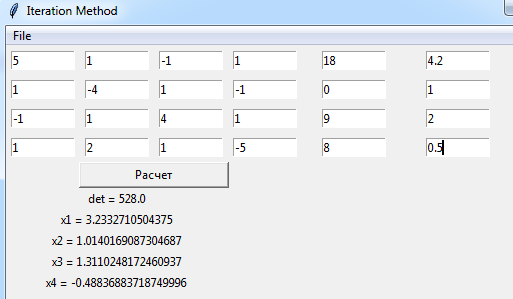 Iteration Method
File
5 1 -1 1 18 4.2
1 -4 1 -1 0 1
-1 1 4 1 9 2
1 2 1 -5 8 0.5
Расчет
det = 528.0
x1 = 3.2332710504375
x2 = 1.0140169087304687
x3 = 1.3110248172460937
x4 = -0.48836883718749996